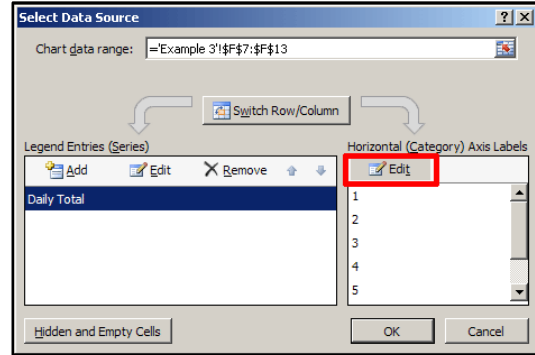 Select Data Source
Chart data range: ='Example 3'!$F$7:$F$13
Switch Row/Column
Legend Entries (Series)
Add Edit Remove
Daily Total
Horizontal (Category) Axis Labels
Edit
1
2
3
4
5
Hidden and Empty Cells
OK Cancel